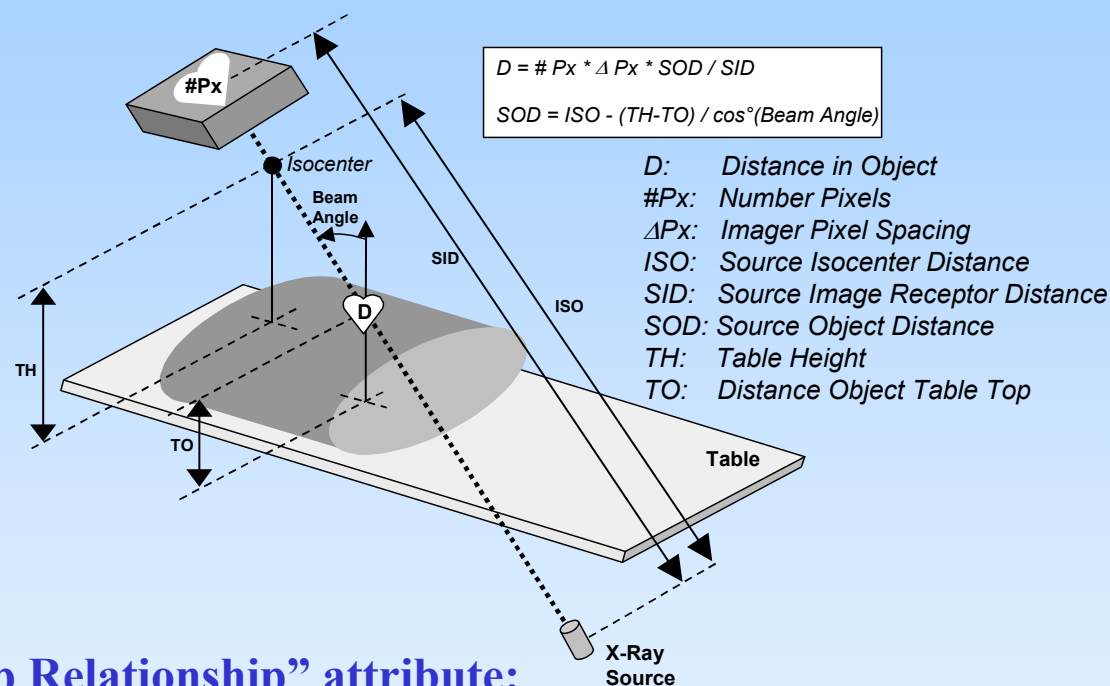 #Px
D = # Px * Δ Px * SOD / SID
SOD = ISO - (TH-TO) / cos°(Beam Angle)
Isocenter
Beam
Angle
D: Distance in Object
#Px: Number Pixels
ΔPx: Imager Pixel Spacing
ISO: Source Isocenter Distance
SID: Source Image Receptor Distance
SOD: Source Object Distance
TH: Table Height
TO: Distance Object Table Top
SID
ISO
D
TH
TO
Table
X-Ray
Source
Relationship” attribute: